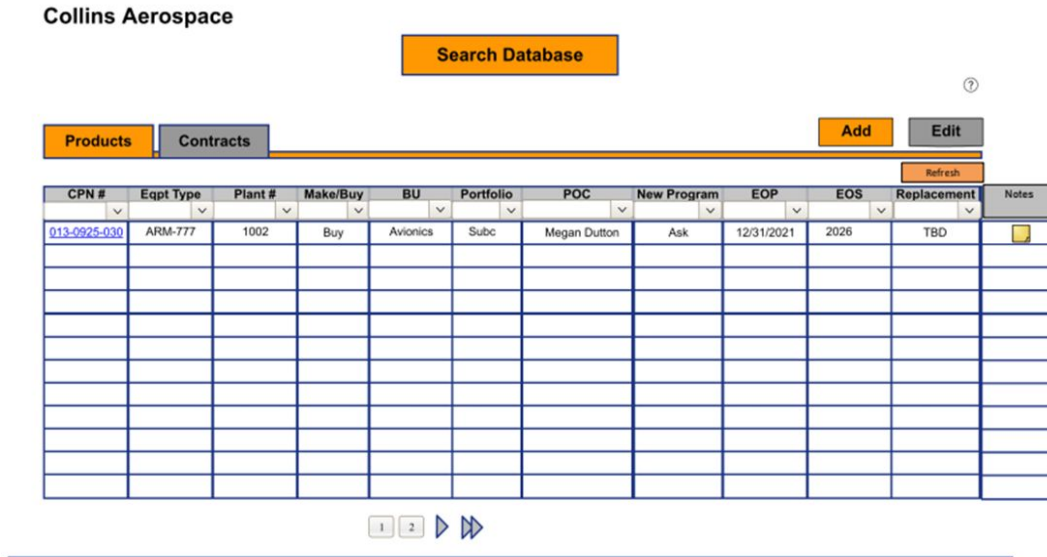 Collins Aerospace
Search Database
?
Products Contracts Add Edit
Refresh
CPN # Eqpt Type Plant # Make/Buy BU Portfolio POC New Program EOP EOS Replacement Notes
013-0925-030 ARM-777 1002 Buy Avionics Subc Megan Dutton Ask 12/31/2021 2026 TBD
1 2